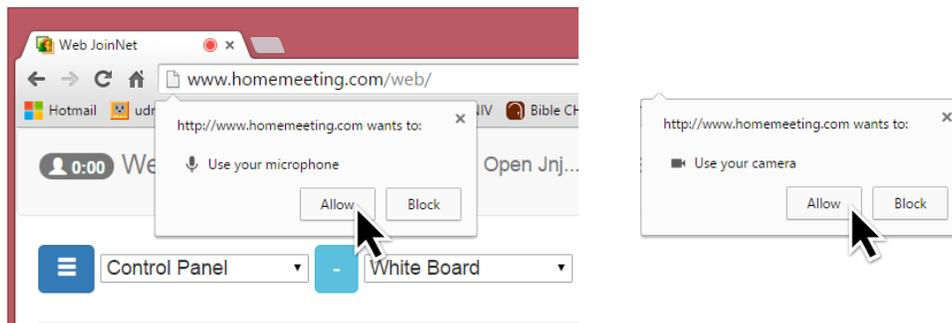 Web JoinNet
www.homemeeting.com/web/
Hotmail
Bible CH
http://www.homemeeting.com wants to:
Use your microphone
Allow Block
0:00
Open Jnj...
Control Panel
-
White Board
http://www.homemeeting.com wants to:
Use your camera
Allow Block